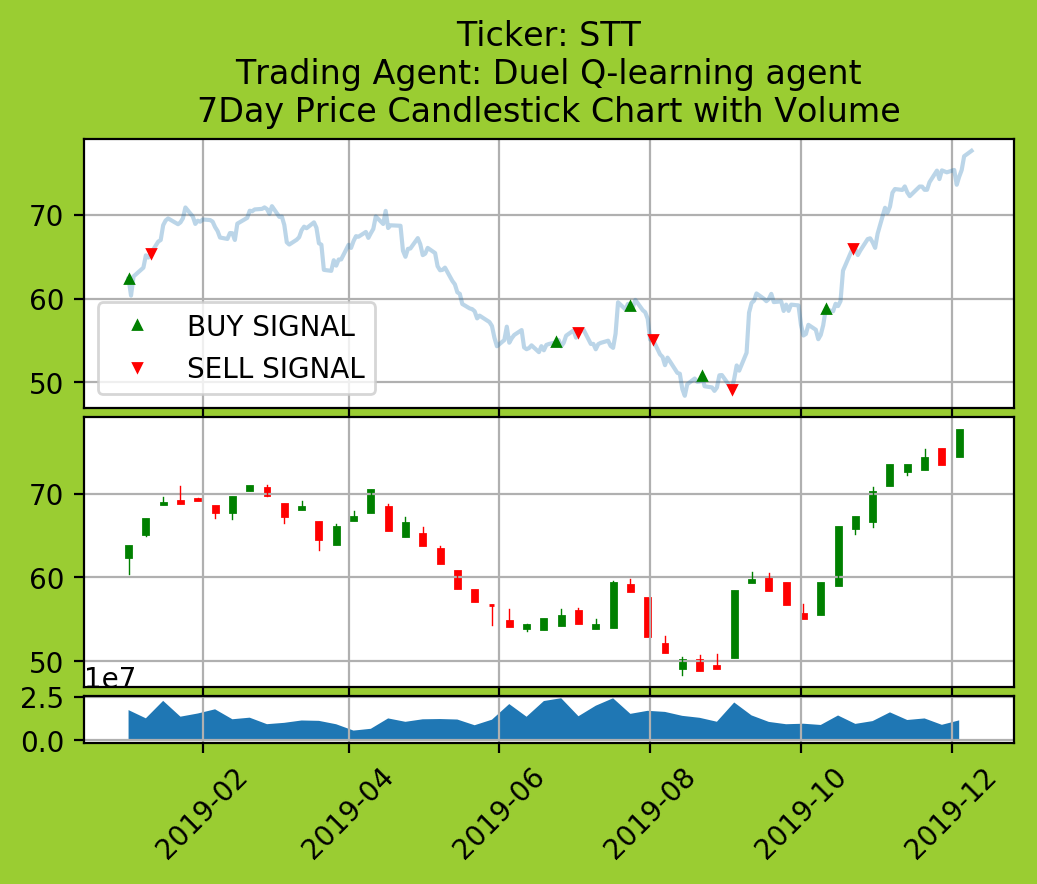 Ticker: STT
Trading Agent: Duel Q-learning agent
7Day Price Candlestick Chart with Volume
70
60
50
BUY SIGNAL
SELL SIGNAL
70
60
50
1e7
2.5
0.0
2019-02
2019-04
2019-06
2019-08
2019-10
2019-12